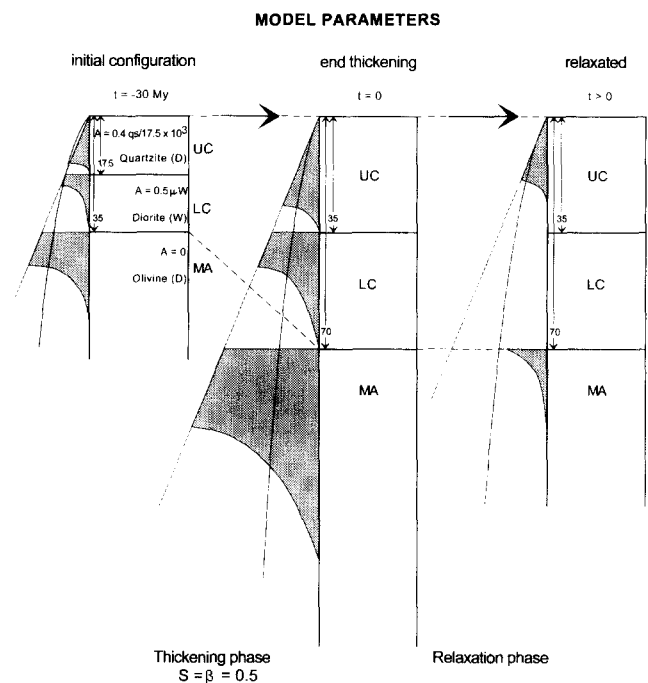 MODEL PARAMETERS
initial configuration
end thickening
relaxated
t = -30 My
t = 0
t > 0
A = 0.4 qs/17.5 x 10³
Quartzite (D)
17.5
UC
A = 0.5 µW
Diorite (W)
35
LC
A = 0
Olivine (D)
MA
UC
35
LC
70
MA
UC
35
LC
70
MA
Thickening phase
S = β = 0.5
Relaxation phase